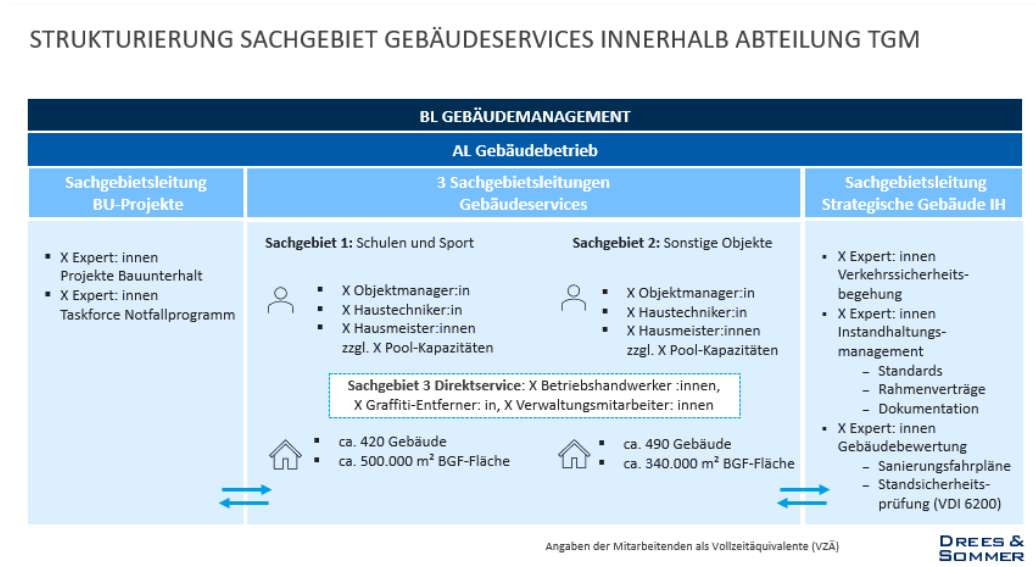 STRUKTURIERUNG SACHGEBIET GEBÄUDESERVICES INNERHALB ABTEILUNG TGM
BL GEBÄUDEMANAGEMENT
AL Gebäudebetrieb
Sachgebietsleitung
BU-Projekte
▪ X Expert: innen
Projekte Bauunterhalt
▪ X Expert: innen
Taskforce Notfallprogramm
3 Sachgebietsleitungen
Gebäudeservices
Sachgebiet 1: Schulen und Sport
▪ X Objektmanager:in
▪ X Haustechniker:in
▪ X Hausmeister:innen
zzgl. X Pool-Kapazitäten
Sachgebiet 2: Sonstige Objekte
▪ X Objektmanager:in
▪ X Haustechniker:in
▪ X Hausmeister:innen
zzgl. X Pool-Kapazitäten
Sachgebiet 3 Direktservice: X Betriebshandwerker :innen,
X Graffiti-Entferner: in, X Verwaltungsmitarbeiter: innen
▪ ca. 420 Gebäude
▪ ca. 500.000 m² BGF-Fläche
▪ ca. 490 Gebäude
▪ ca. 340.000 m² BGF-Fläche
Sachgebietsleitung
Strategische Gebäude IH
▪ X Expert: innen
Verkehrssicherheits-
begehung
▪ X Expert: innen
Instandhaltungs-
management
– Standards
– Rahmenverträge
– Dokumentation
▪ X Expert: innen
Gebäudebewertung
– Sanierungsfahrpläne
– Standsicherheits-
prüfung (VDI 6200)
Angaben der Mitarbeitenden als Vollzeitäquivalente (VZÄ)
DREES &
SOMMER